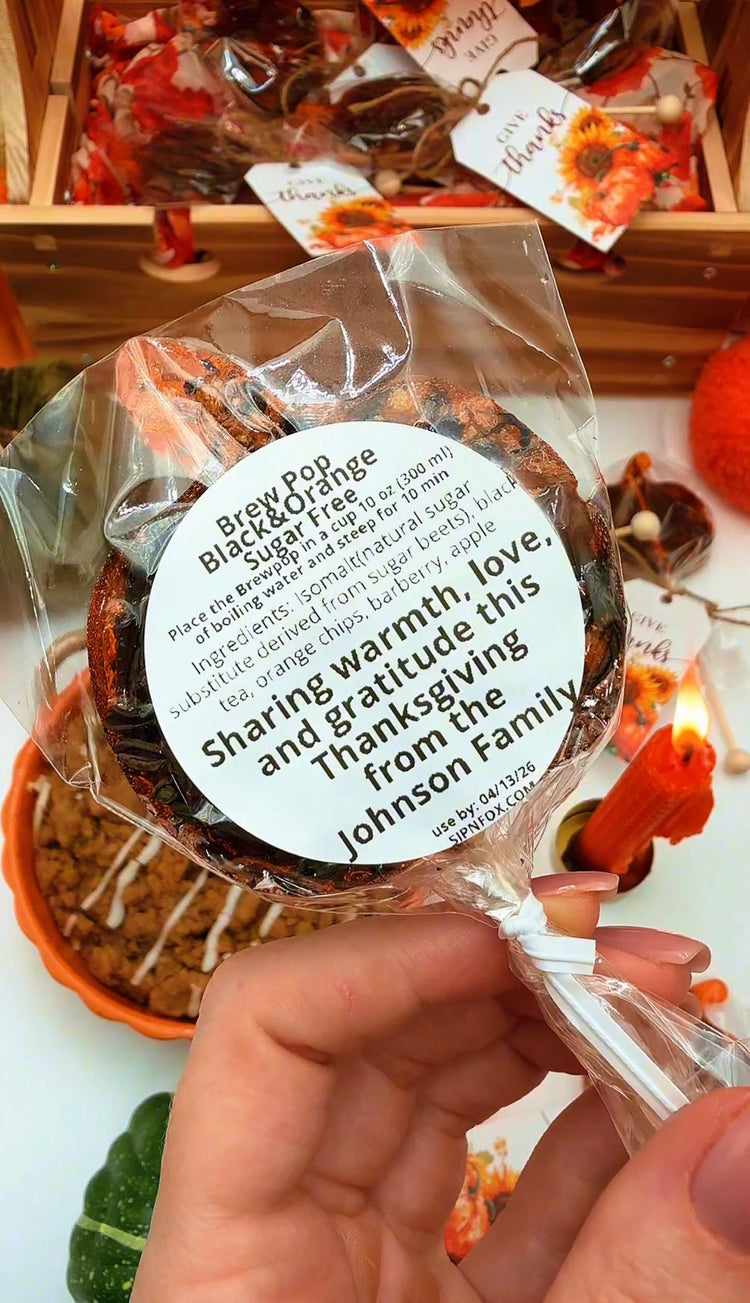 GIVE
thanks
GIVE
thanks
GIVE
thanks
Brew Pop
Black&Orange
Sugar Free
Place the Brewpop in a cup 10 oz (300 ml)
of boiling water and steep for 10 min
Ingredients: Isomalt(natural sugar
substitute derived from sugar beets), black
tea, orange chips, barberry, apple
Sharing warmth, love,
and gratitude this
Thanksgiving
from the
Johnson Family
use by: 04/13/26
SIPNFOX.COM
GIVE